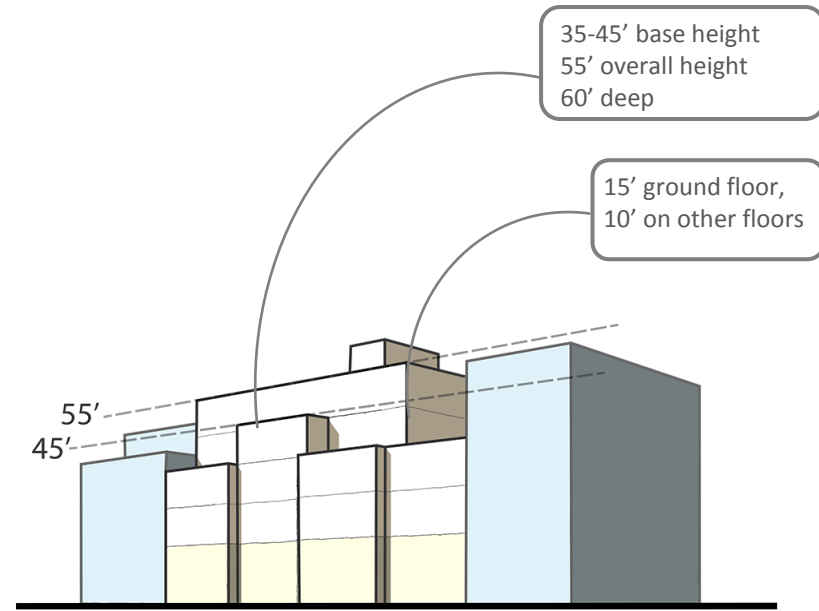 35-45’ base height
55’ overall height
60’ deep
15’ ground floor,
10’ on other floors
55’
45’